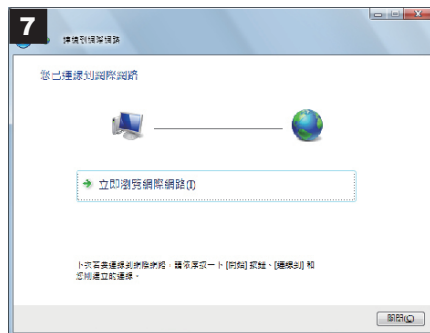 7
連線到網際網路
您已連線到網際網路
立即瀏覽網際網路(I)
下次若要連線到網際網路，請依序按一下 [開始] 按鈕、[連線到] 和
您剛建立的連線。
關閉(C)